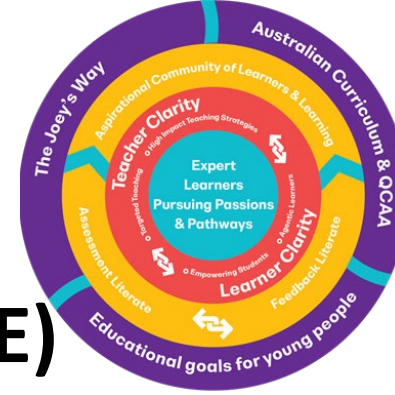 The Joey's Way
Australian Curriculum & QCAA
Educational goals for young people
Aspirational Community of Learners & Learning
Assessment Literate
Feedback Literate
Teacher Clarity
High Impact Teaching Strategies
Targeted Teaching
Agentic Learners
Empowering Students
Learner Clarity
Expert
Learners
Pursuing Passions
& Pathways
E)